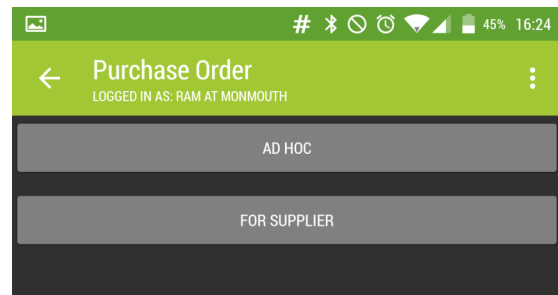 # 45% 16:24
Purchase Order
LOGGED IN AS: RAM AT MONMOUTH
AD HOC
FOR SUPPLIER